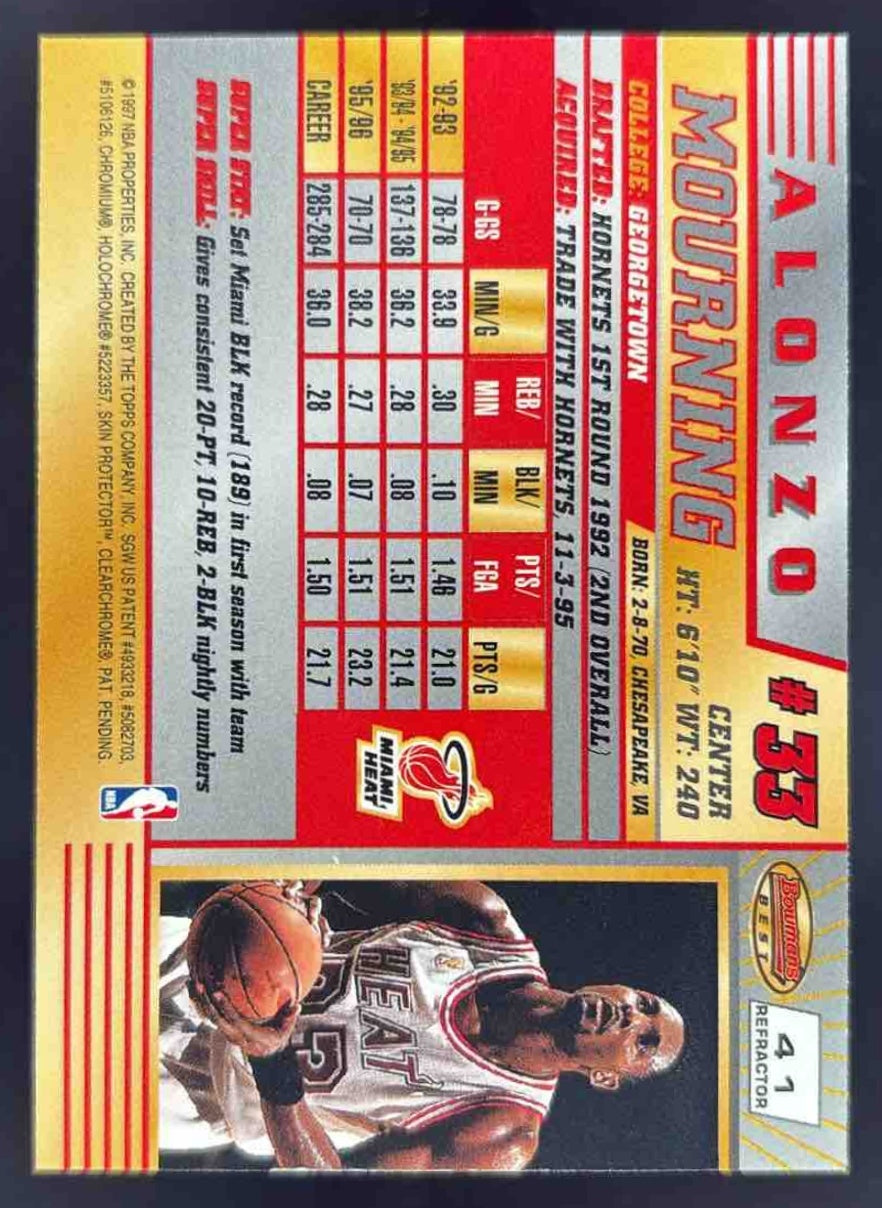 ALONZO
#33
MOURNING
CENTER
HT: 6'10" WT: 240
COLLEGE: GEORGETOWN
BORN: 2-8-70, CHESAPEAKE, VA
DRAFTED: HORNETS 1ST ROUND 1992 (2ND OVERALL)
ACQUIRED: TRADE WITH HORNETS, 11-3-95
G-GS MIN/G REB/MIN BLK/MIN PTS/FGA PTS/G
'92-93 78-78 33.9 .30 .10 1.46 21.0
'93/94 - '94/95 137-136 36.2 .28 .08 1.51 21.4
'95/96 70-70 38.2 .27 .07 1.51 23.2
CAREER 285-284 36.0 .28 .08 1.50 21.7
MIAMI HEAT
SUPER STAT: Set Miami BLK record (189) in first season with team
SUPER SKILL: Gives consistent 20-PT, 10-REB, 2-BLK nightly numbers
© 1997 NBA PROPERTIES, INC. CREATED BY THE TOPPS COMPANY, INC. SGW US PATENT #4933218, #5082703,
#5106126, CHROMIUM®, HOLOCHROME® #5223357, SKIN PROTECTOR™, CLEARCHROME®, PAT. PENDING.
NBA
Bowman's
BEST
41
REFRACTOR
HEAT
33